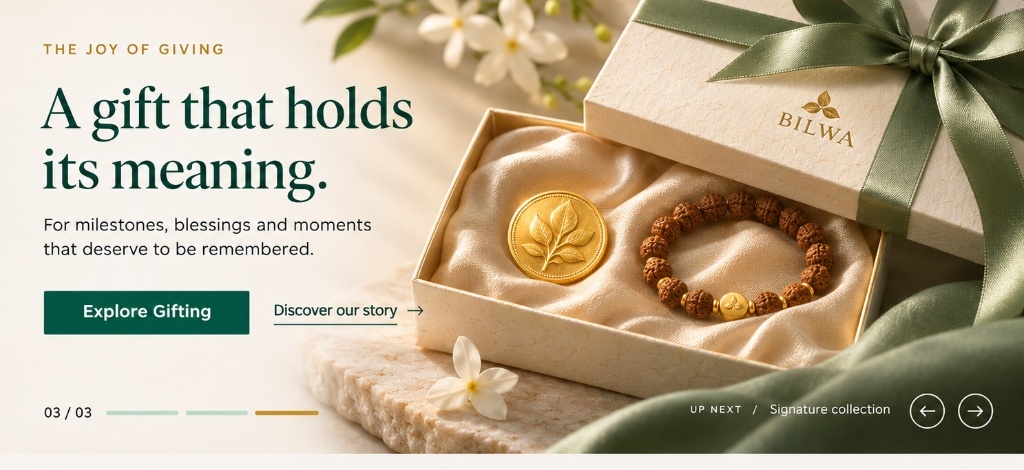 THE JOY OF GIVING
A gift that holds
its meaning.
For milestones, blessings and moments
that deserve to be remembered.
Explore Gifting
Discover our story →
03 / 03
BILWA
UP NEXT / Signature collection
← →